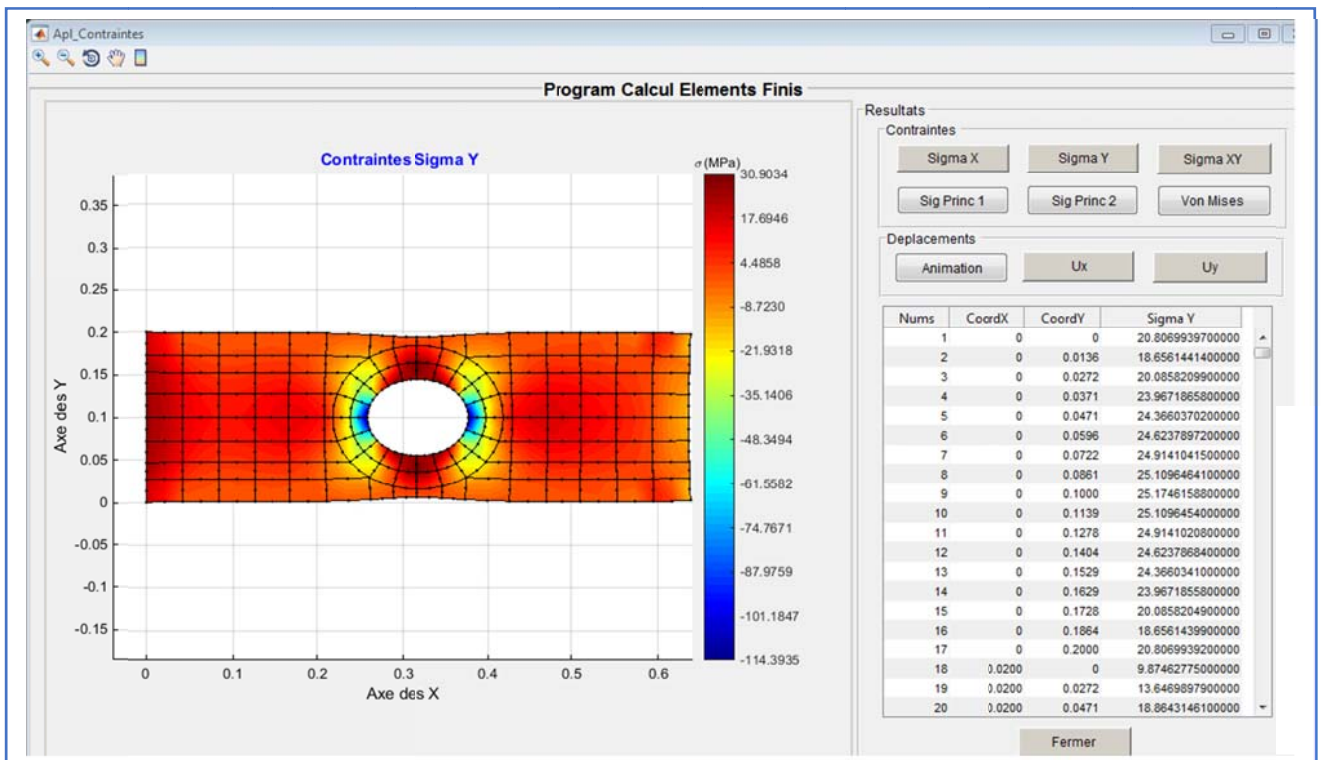 Apl_Contraintes
Program Calcul Elements Finis
Contraintes Sigma Y
σ (MPa)
30.9034
17.6946
4.4858
-8.7230
-21.9318
-35.1406
-48.3494
-61.5582
-74.7671
-87.9759
-101.1847
-114.3935
Axe des Y
0.35
0.3
0.25
0.2
0.15
0.1
0.05
0
-0.05
-0.1
-0.15
0 0.1 0.2 0.3 0.4 0.5 0.6
Axe des X
Resultats
Contraintes
Sigma X Sigma Y Sigma XY
Sig Princ 1 Sig Princ 2 Von Mises
Deplacements
Animation Ux Uy
Nums CoordX CoordY Sigma Y
1 0 0 20.8069939700000
2 0 0.0136 18.6561441400000
3 0 0.0272 20.0858209900000
4 0 0.0371 23.9671865800000
5 0 0.0471 24.3660370200000
6 0 0.0596 24.6237897200000
7 0 0.0722 24.9141041500000
8 0 0.0861 25.1096464100000
9 0 0.1000 25.1746158800000
10 0 0.1139 25.1096454000000
11 0 0.1278 24.9141020800000
12 0 0.1404 24.6237868400000
13 0 0.1529 24.3660341000000
14 0 0.1629 23.9671855800000
15 0 0.1728 20.0858204900000
16 0 0.1864 18.6561439900000
17 0 0.2000 20.8069939200000
18 0.0200 0 9.87462775000000
19 0.0200 0.0272 13.6469897900000
20 0.0200 0.0471 18.8643146100000
Fermer